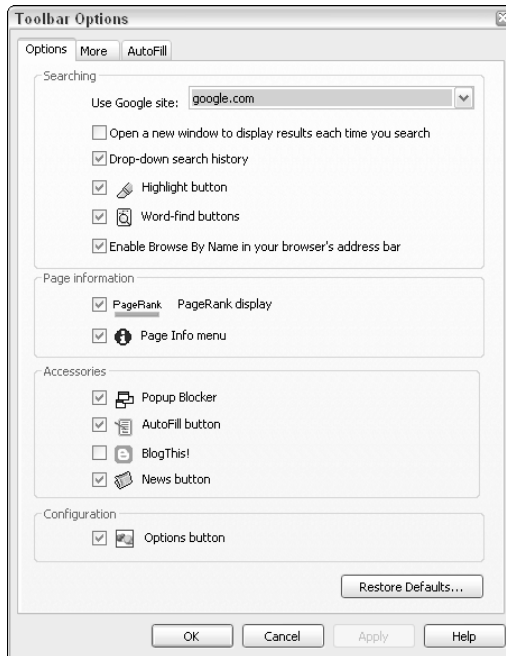 Toolbar Options
Options More AutoFill
Searching
Use Google site: google.com
Open a new window to display results each time you search
Drop-down search history
Highlight button
Word-find buttons
Enable Browse By Name in your browser's address bar
Page information
PageRank PageRank display
Page Info menu
Accessories
Popup Blocker
AutoFill button
BlogThis!
News button
Configuration
Options button
Restore Defaults...
OK Cancel Apply Help